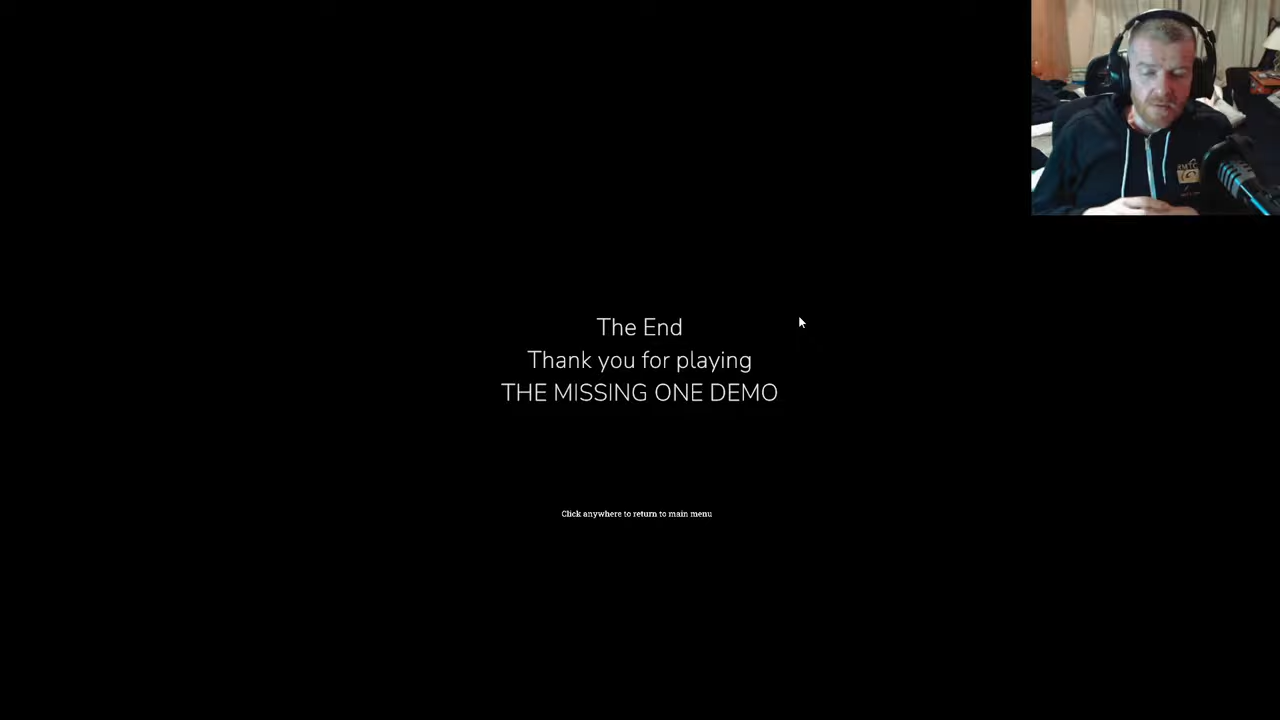 The End
Thank you for playing
THE MISSING ONE DEMO
Click anywhere to return to main menu